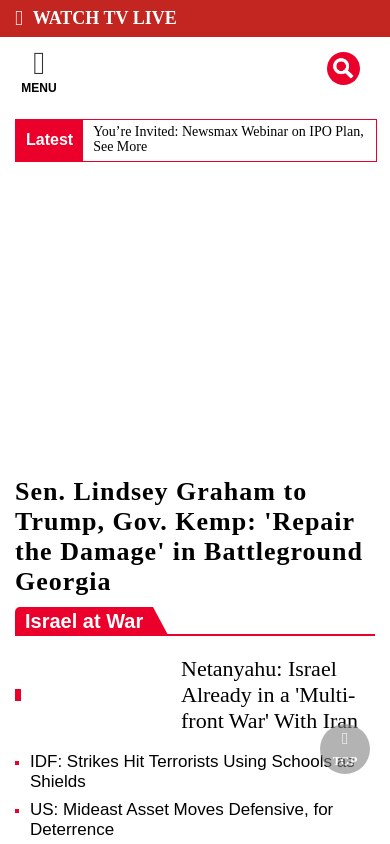 WATCH TV LIVE
MENU
Latest
You’re Invited: Newsmax Webinar on IPO Plan,
See More
Sen. Lindsey Graham to
Trump, Gov. Kemp: 'Repair
the Damage' in Battleground
Georgia
Israel at War
Netanyahu: Israel
Already in a 'Multi-
front War' With Iran
TOP
IDF: Strikes Hit Terrorists Using Schools as
Shields
US: Mideast Asset Moves Defensive, for
Deterrence